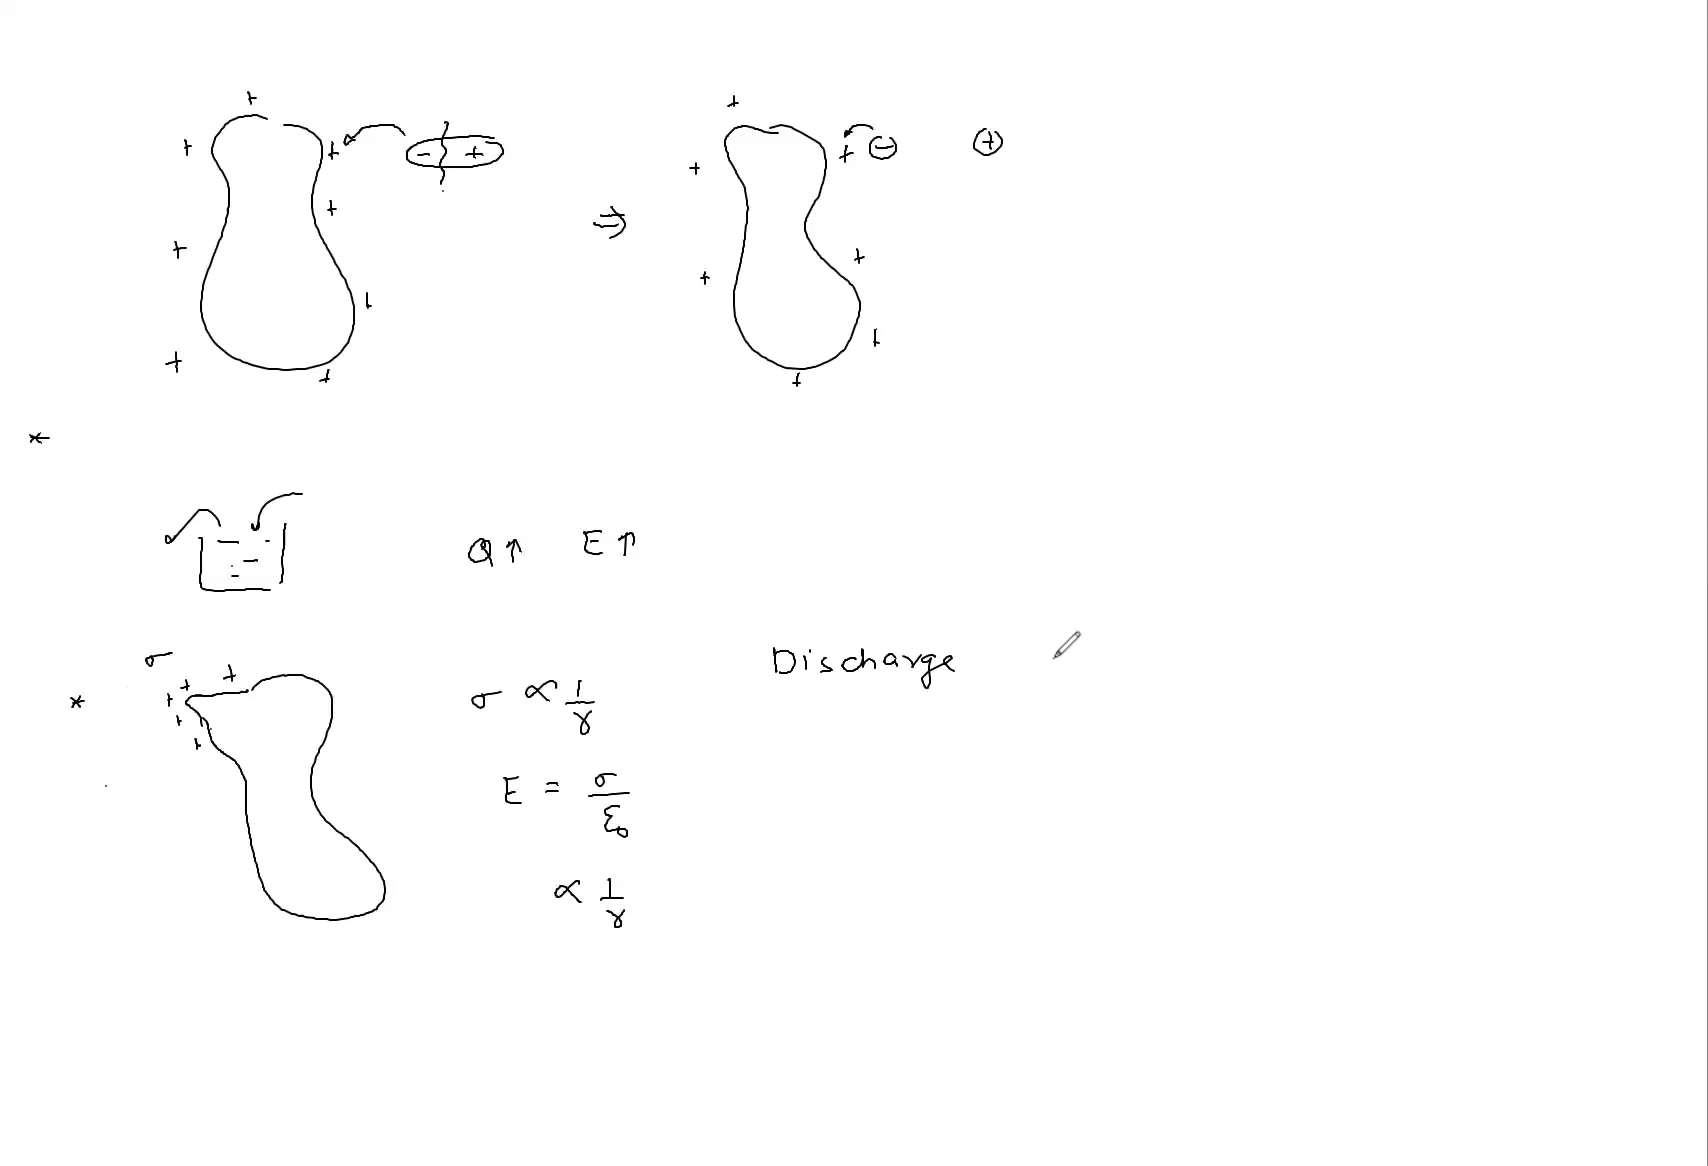 + + + - + + + + + + +
⇒
+ + + - + + + + +
*
Q↑ E↑
σ
Discharge
* + + + + + σ ∝ 1/r
E = σ/ε₀
∝ 1/r